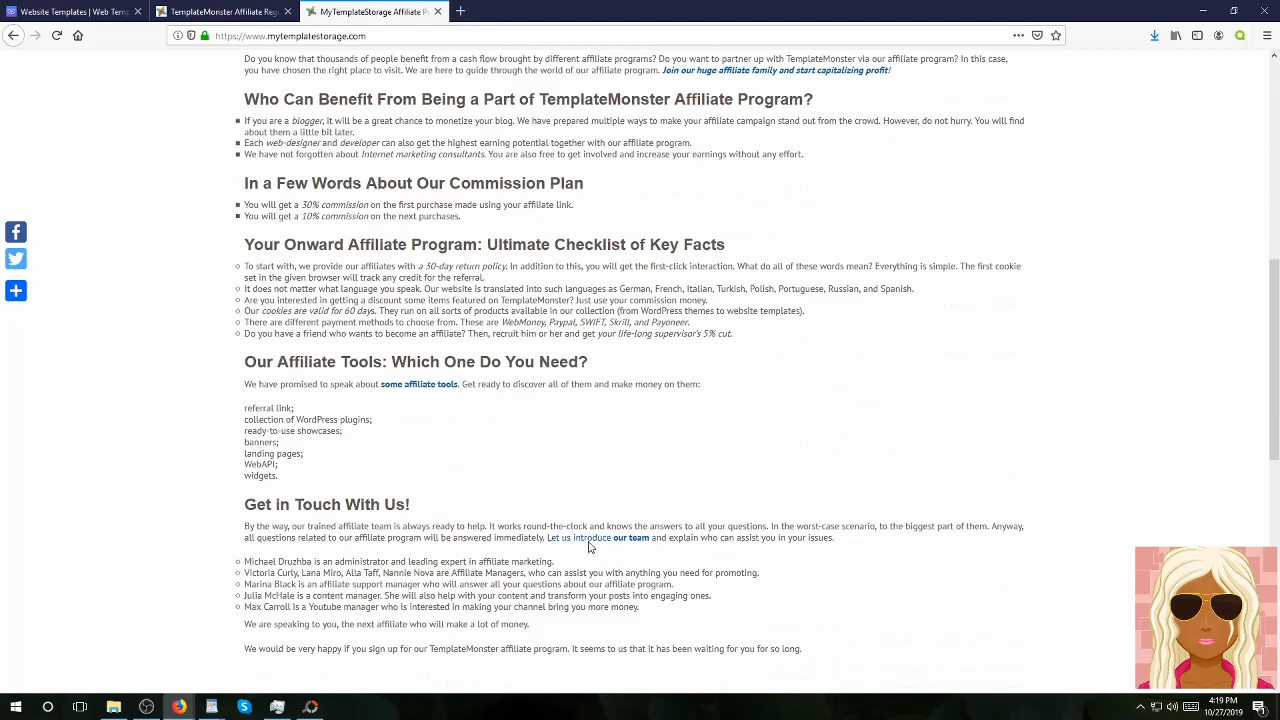 Website Templates | Web Temp
TemplateMonster Affiliate Reg
MyTemplateStorage Affiliate P
https://www.mytemplatestorage.com
Do you know that thousands of people benefit from a cash flow brought by different affiliate programs? Do you want to partner up with TemplateMonster via our affiliate program? In this case,
you have chosen the right place to visit. We are here to guide through the world of our affiliate program. Join our huge affiliate family and start capitalizing profit!
Who Can Benefit From Being a Part of TemplateMonster Affiliate Program?
If you are a blogger, it will be a great chance to monetize your blog. We have prepared multiple ways to make your affiliate campaign stand out from the crowd. However, do not hurry. You will find
about them a little bit later.
Each web-designer and developer can also get the highest earning potential together with our affiliate program.
We have not forgotten about Internet marketing consultants. You are also free to get involved and increase your earnings without any effort.
In a Few Words About Our Commission Plan
You will get a 30% commission on the first purchase made using your affiliate link.
You will get a 10% commission on the next purchases.
Your Onward Affiliate Program: Ultimate Checklist of Key Facts
To start with, we provide our affiliates with a 30-day return policy. In addition to this, you will get the first-click interaction. What do all of these words mean? Everything is simple. The first cookie
set in the given browser will track any credit for the referral.
It does not matter what language you speak. Our website is translated into such languages as German, French, Italian, Turkish, Polish, Portuguese, Russian, and Spanish.
Are you interested in getting a discount some items featured on TemplateMonster? Just use your commission money.
Our cookies are valid for 60 days. They run on all sorts of products available in our collection (from WordPress themes to website templates).
There are different payment methods to choose from. These are WebMoney, Paypal, SWIFT, Skrill, and Payoneer.
Do you have a friend who wants to become an affiliate? Then, recruit him or her and get your life-long supervisor's 5% cut.
Our Affiliate Tools: Which One Do You Need?
We have promised to speak about some affiliate tools. Get ready to discover all of them and make money on them:
referral link;
collection of WordPress plugins;
ready-to-use showcases;
banners;
landing pages;
WebAPI;
widgets.
Get in Touch With Us!
By the way, our trained affiliate team is always ready to help. It works round-the-clock and knows the answers to all your questions. In the worst-case scenario, to the biggest part of them. Anyway,
all questions related to our affiliate program will be answered immediately. Let us introduce our team and explain who can assist you in your issues.
Michael Druzhba is an administrator and leading expert in affiliate marketing.
Victoria Curly, Lana Miro, Alla Taff, Nannie Nova are Affiliate Managers, who can assist you with anything you need for promoting.
Marina Black is an affiliate support manager who will answer all your questions about our affiliate program.
Julia McHale is a content manager. She will also help with your content and transform your posts into engaging ones.
Max Carroll is a Youtube manager who is interested in making your channel bring you more money.
We are speaking to you, the next affiliate who will make a lot of money.
We would be very happy if you sign up for our TemplateMonster affiliate program. It seems to us that it has been waiting for you for so long.
4:19 PM
10/27/2019